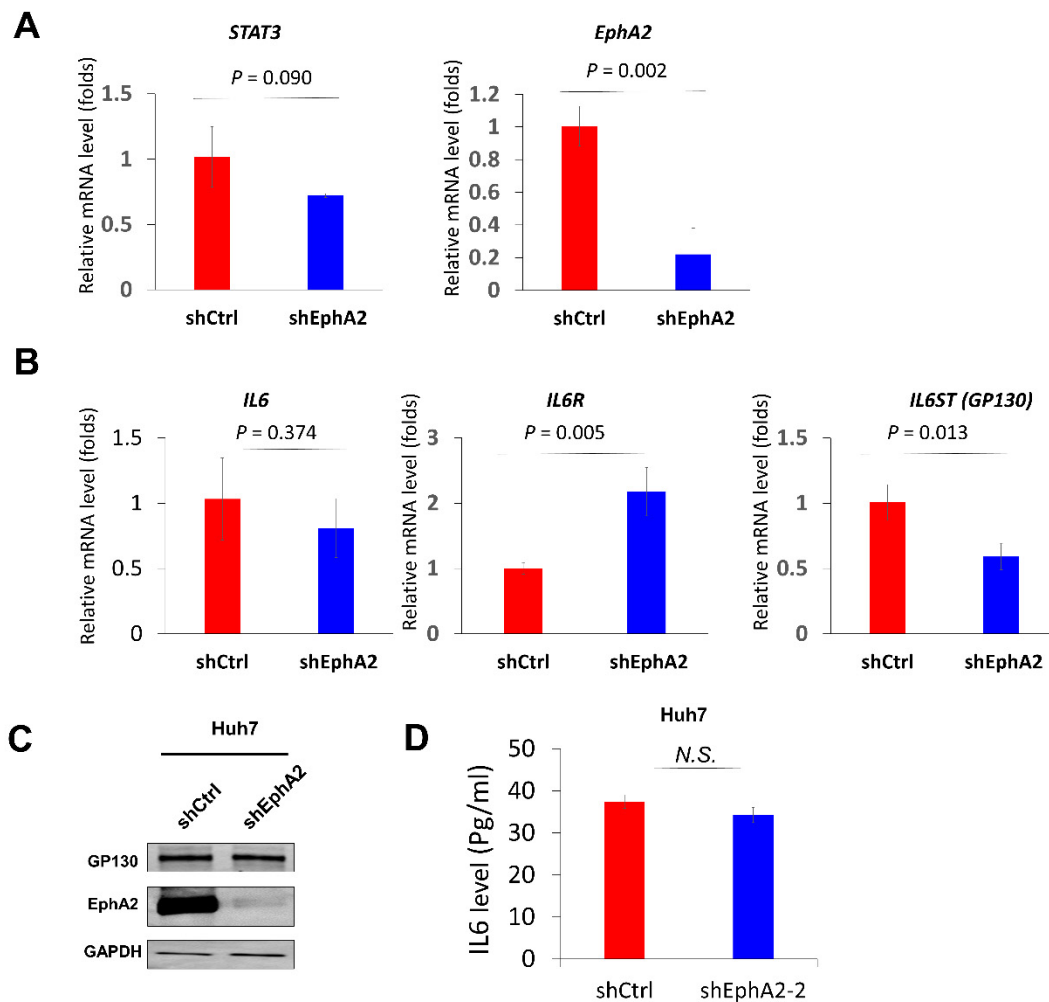 A
STAT3
P = 0.090
Relative mRNA level (folds)
1.5
1
0.5
0
shCtrl
shEphA2
EphA2
P = 0.002
Relative mRNA level (folds)
1.2
1
0.8
0.6
0.4
0.2
0
shCtrl
shEphA2
B
IL6
P = 0.374
Relative mRNA level (folds)
1.5
1
0.5
0
shCtrl
shEphA2
IL6R
P = 0.005
Relative mRNA level (folds)
3
2
1
0
shCtrl
shEphA2
IL6ST (GP130)
P = 0.013
Relative mRNA level (folds)
1.5
1
0.5
0
shCtrl
shEphA2
C
Huh7
shCtrl
shEphA2
GP130
EphA2
GAPDH
D
Huh7
N.S.
IL6 level (Pg/ml)
50
40
30
20
10
0
shCtrl
shEphA2-2